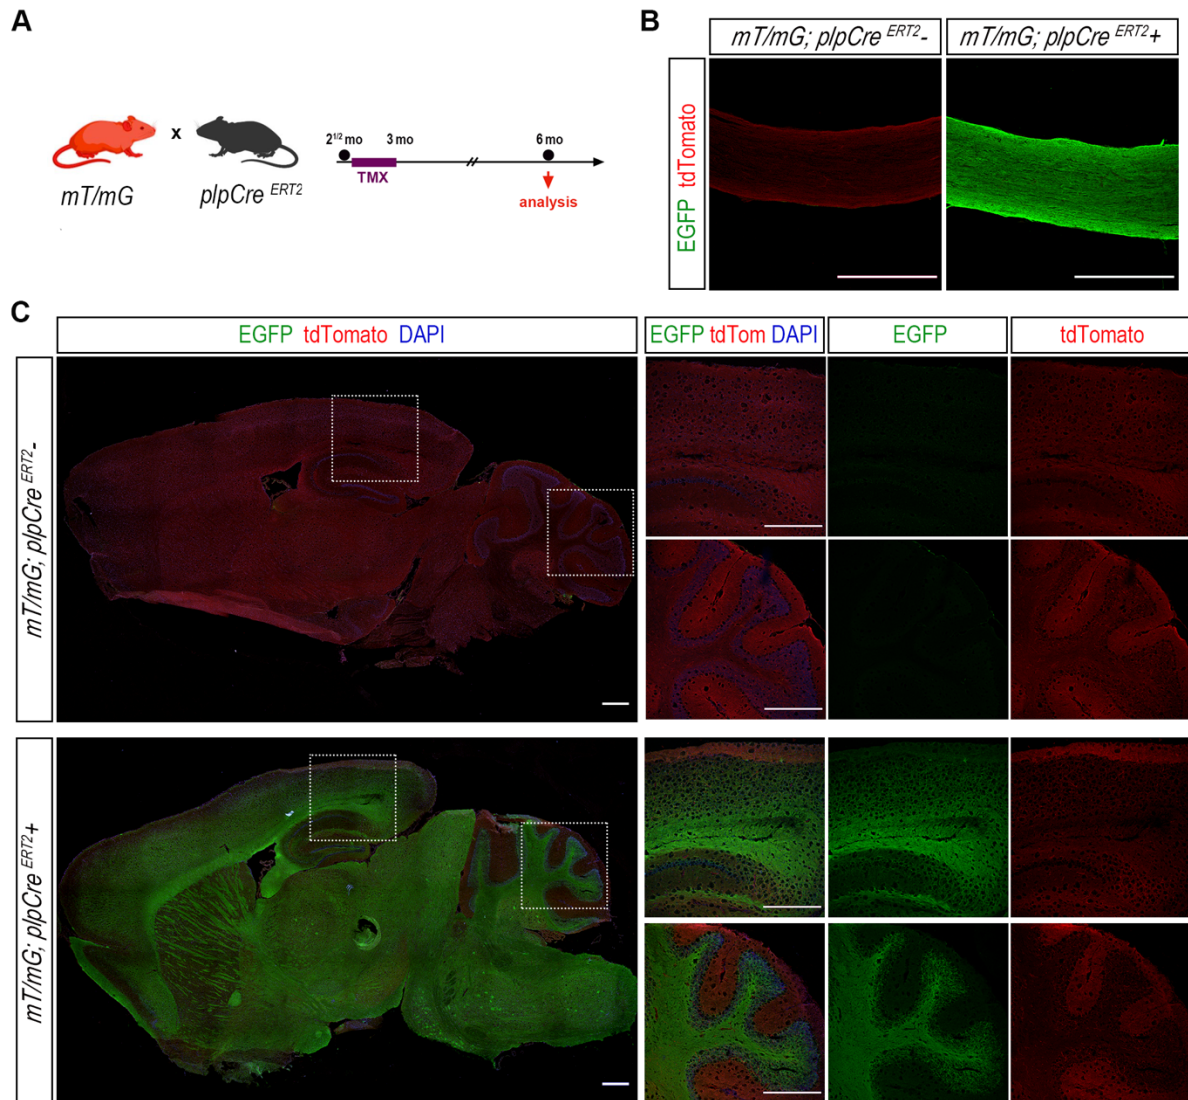 A
B
mT/mG; plpCre ERT2-
mT/mG; plpCre ERT2+
EGFP tdTomato
x
mT/mG
plpCre ERT2
2 1/2 mo
3 mo
6 mo
TMX
analysis
C
EGFP tdTomato DAPI
EGFP tdTom DAPI
EGFP
tdTomato
mT/mG; plpCre ERT2-
mT/mG; plpCre ERT2+